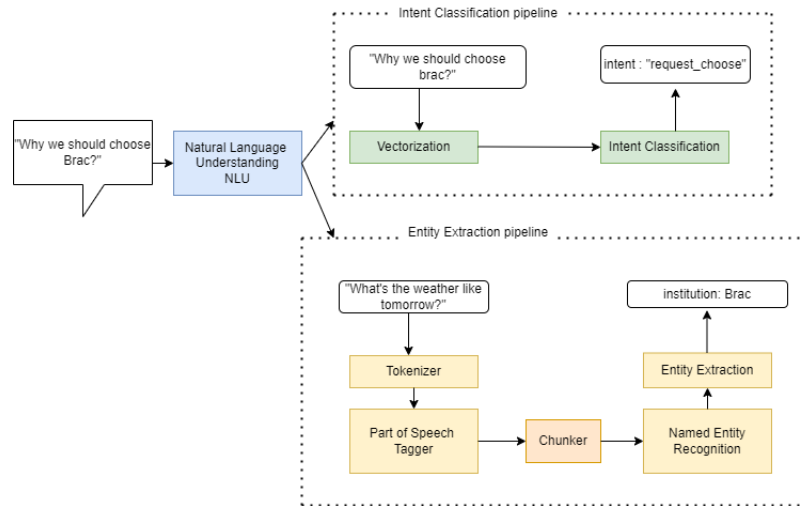 Intent Classification pipeline
"Why we should choose
brac?"
intent : "request_choose"
"Why we should choose
Brac?"
Natural Language
Understanding
NLU
Vectorization
Intent Classification
Entity Extraction pipeline
"What's the weather like
tomorrow?"
institution: Brac
Tokenizer
Entity Extraction
Part of Speech
Tagger
Chunker
Named Entity
Recognition